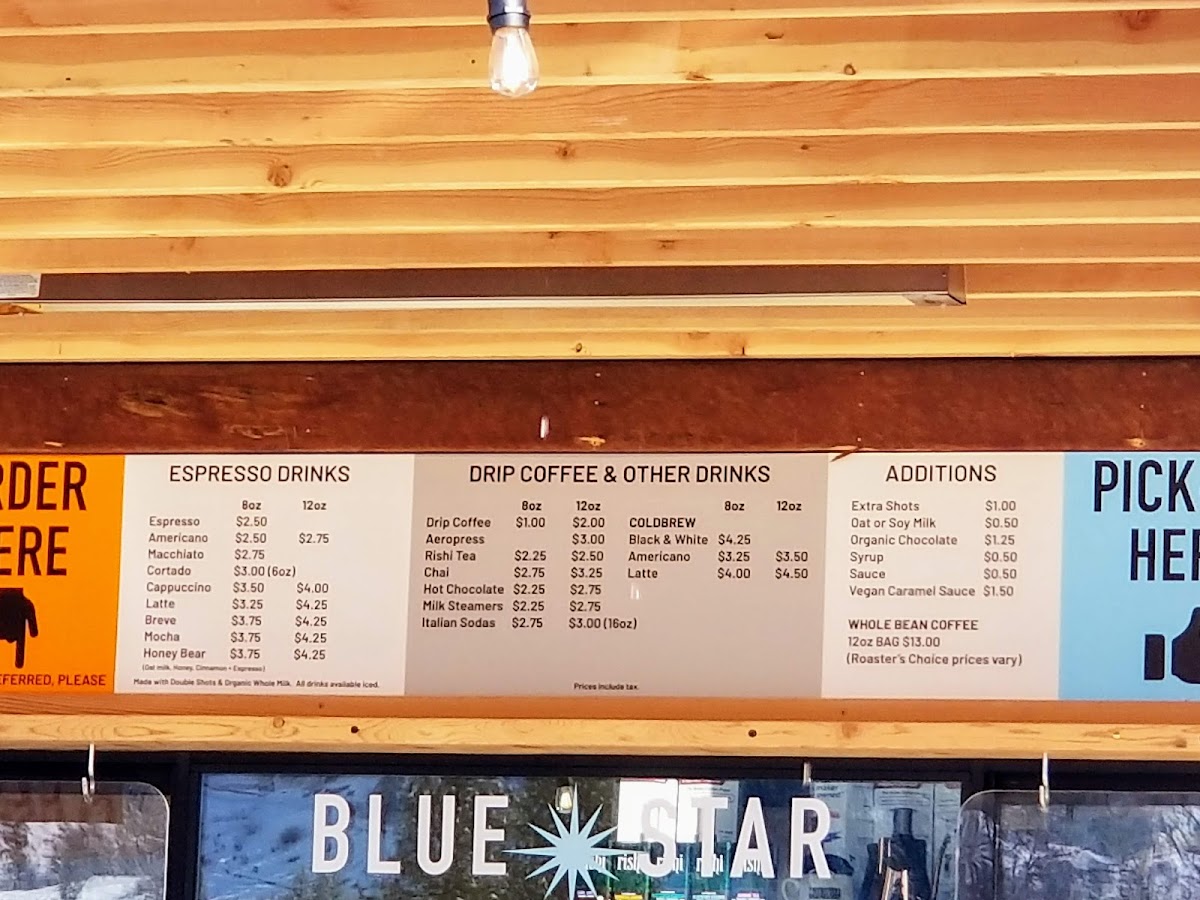 RDER
ERE
EFERRED, PLEASE
ESPRESSO DRINKS
8oz 12oz
Espresso $2.50
Americano $2.50 $2.75
Macchiato $2.75
Cortado $3.00 (6oz)
Cappuccino $3.50 $4.00
Latte $3.25 $4.25
Breve $3.75 $4.25
Mocha $3.75 $4.25
Honey Bear $3.75 $4.25
(Oat milk, Honey, Cinnamon + Espresso)
Made with Double Shots & Organic Whole Milk. All drinks available iced.
DRIP COFFEE & OTHER DRINKS
8oz 12oz
Drip Coffee $1.00 $2.00
Aeropress $3.00
Rishi Tea $2.25 $2.50
Chai $2.75 $3.25
Hot Chocolate $2.25 $2.75
Milk Steamers $2.25 $2.75
Italian Sodas $2.75 $3.00 (16oz)
8oz 12oz
COLDBREW
Black & White $4.25
Americano $3.25 $3.50
Latte $4.00 $4.50
Prices include tax.
ADDITIONS
Extra Shots $1.00
Oat or Soy Milk $0.50
Organic Chocolate $1.25
Syrup $0.50
Sauce $0.50
Vegan Caramel Sauce $1.50
WHOLE BEAN COFFEE
12oz BAG $13.00
(Roaster's Choice prices vary)
PICK
HER
BLUE STAR